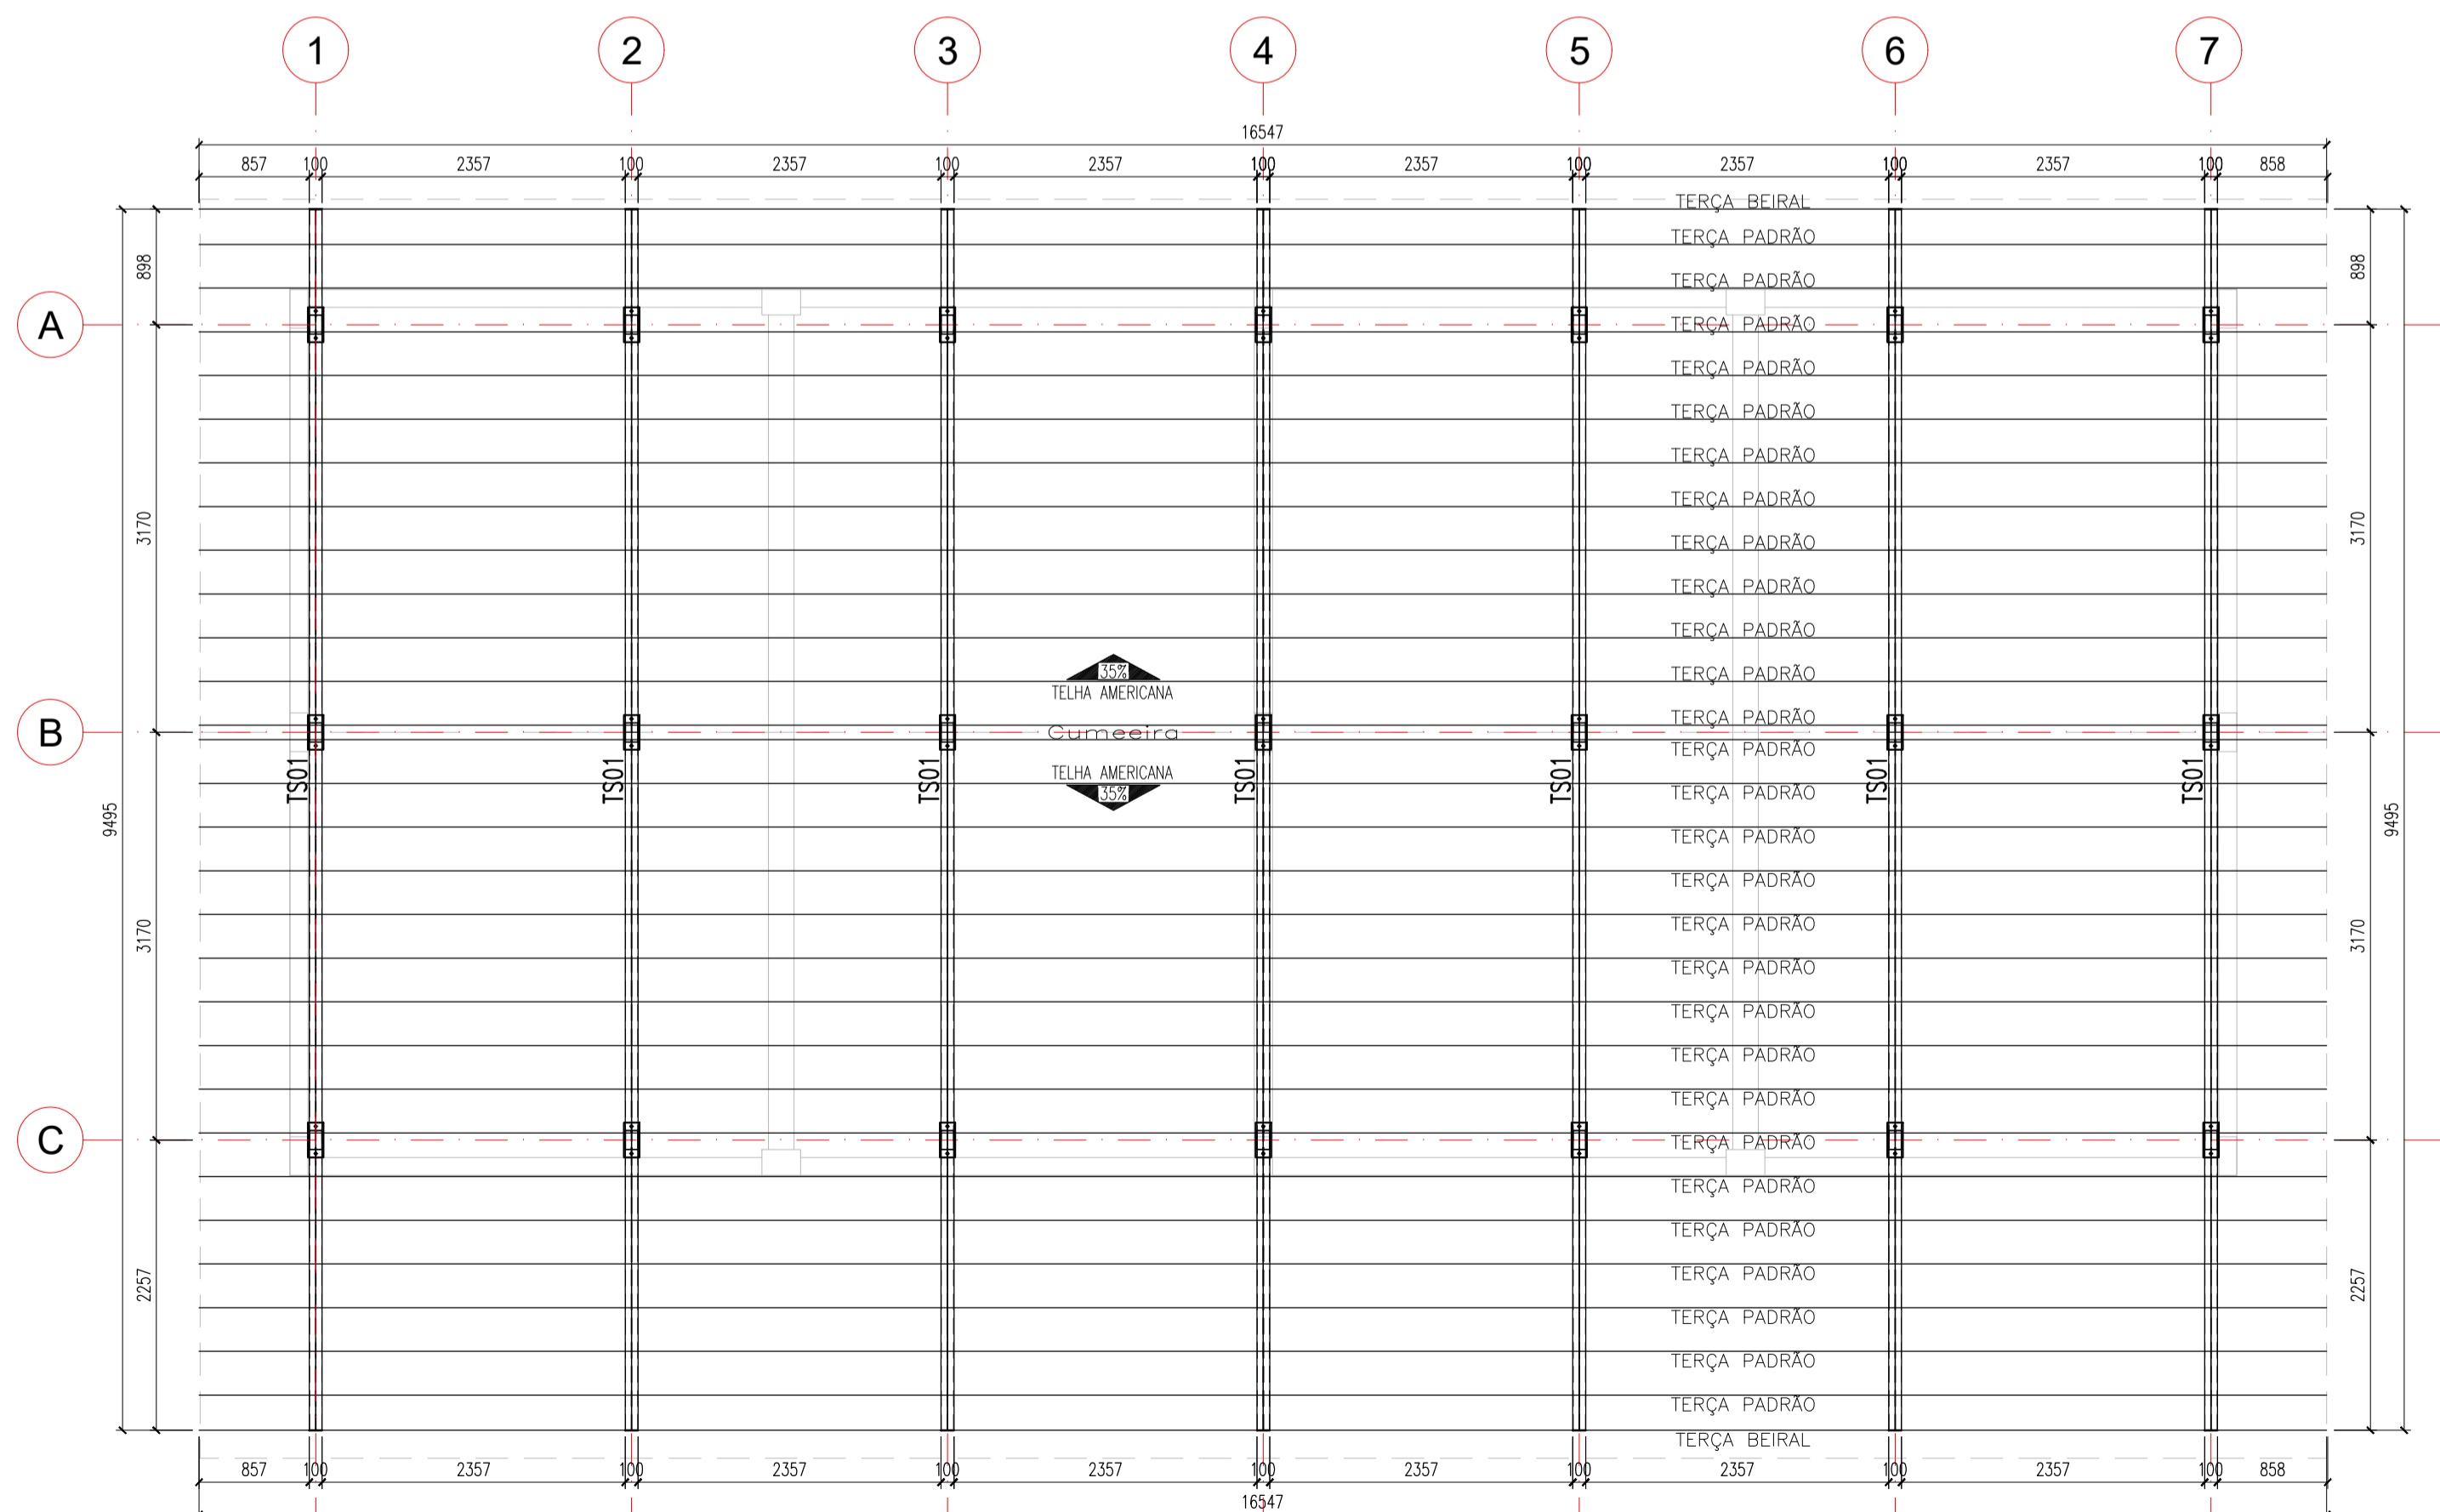 1 2 3 4 5 6 7
16547
857 100 2357 100 2357 100 2357 100 2357 100 2357 100 2357 100 858
TERÇA BEIRAL
TERÇA PADRÃO
898 898
TERÇA PADRÃO
A TERÇA PADRÃO
TERÇA PADRÃO
TERÇA PADRÃO
TERÇA PADRÃO
TERÇA PADRÃO
3170 3170
TERÇA PADRÃO
TERÇA PADRÃO
TERÇA PADRÃO
35% TERÇA PADRÃO
TELHA AMERICANA
TERÇA PADRÃO
B Cumeeira
TERÇA PADRÃO
TELHA AMERICANA
TS01 TS01 TS01 TS01 TS01 TS01 TS01
35% TERÇA PADRÃO
9495 9495
TERÇA PADRÃO
TERÇA PADRÃO
TERÇA PADRÃO
3170 3170
TERÇA PADRÃO
TERÇA PADRÃO
TERÇA PADRÃO
TERÇA PADRÃO
C TERÇA PADRÃO
TERÇA PADRÃO
TERÇA PADRÃO
TERÇA PADRÃO
2257 2257
TERÇA PADRÃO
TERÇA PADRÃO
TERÇA PADRÃO
TERÇA BEIRAL
857 100 2357 100 2357 100 2357 100 2357 100 2357 100 2357 100 858
16547